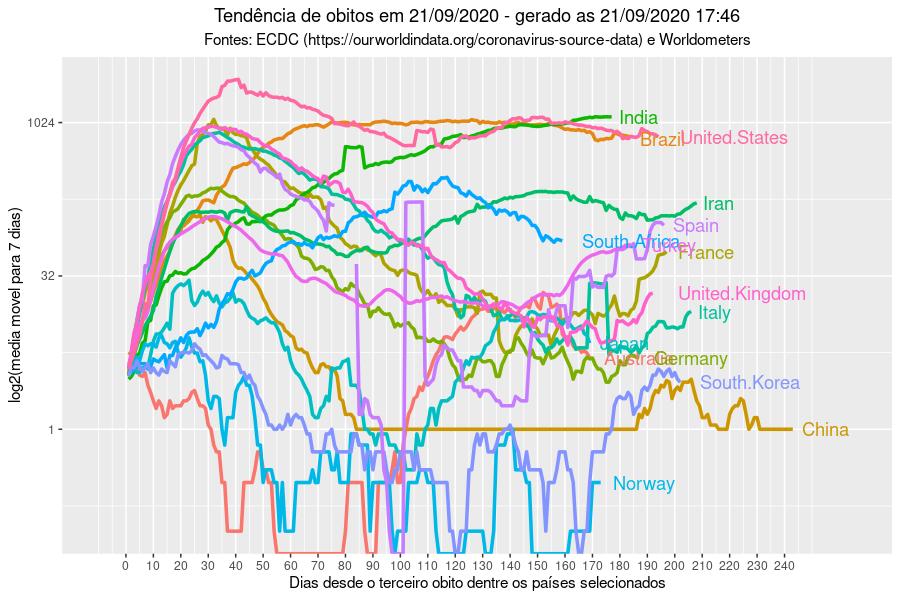 Tendência de obitos em 21/09/2020 - gerado as 21/09/2020 17:46
Fontes: ECDC (https://ourworldindata.org/coronavirus-source-data) e Worldometers
log2(media movel para 7 dias)
1024
32
1
India
Brazil
United.States
Iran
Spain
South.Africa
Turkey
France
United.Kingdom
Italy
Japan
Australia
Germany
South.Korea
China
Norway
0 10 20 30 40 50 60 70 80 90 100 110 120 130 140 150 160 170 180 190 200 210 220 230 240
Dias desde o terceiro obito dentre os países selecionados